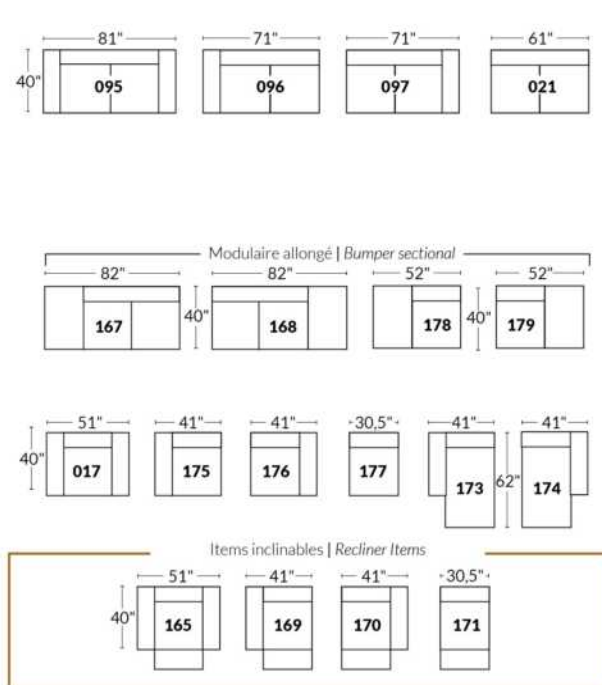 81" 71" 71" 61"
40" 095 096 097 021
Modulaire allongé | Bumper sectional
82" 82" 52" 52"
167 40" 168 178 40" 179
51" 41" 41" 30,5" 41" 41"
40" 017 175 176 177 173 62" 174
Items inclinables | Recliner Items
51" 41" 41" 30,5"
40" 165 169 170 171